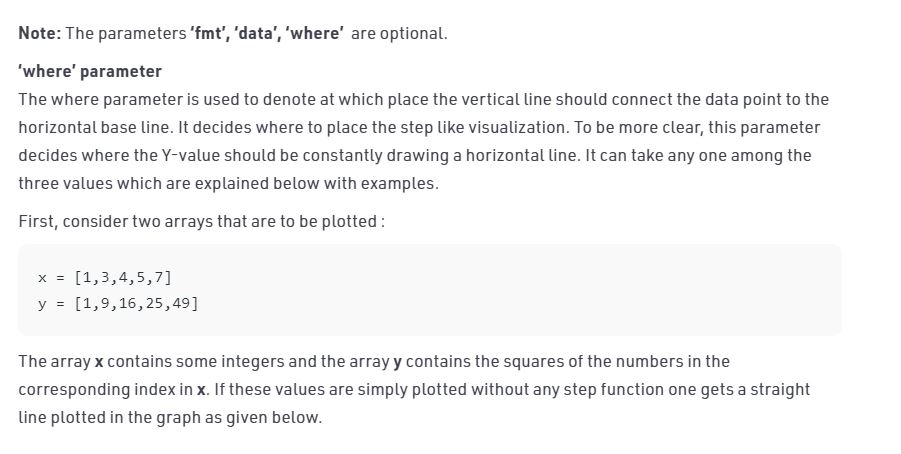 Note: The parameters ‘fmt’, ‘data’, ‘where’ are optional.
‘where’ parameter
The where parameter is used to denote at which place the vertical line should connect the data point to the
horizontal base line. It decides where to place the step like visualization. To be more clear, this parameter
decides where the Y-value should be constantly drawing a horizontal line. It can take any one among the
three values which are explained below with examples.
First, consider two arrays that are to be plotted :
x = [1,3,4,5,7]
y = [1,9,16,25,49]
The array x contains some integers and the array y contains the squares of the numbers in the
corresponding index in x. If these values are simply plotted without any step function one gets a straight
line plotted in the graph as given below.